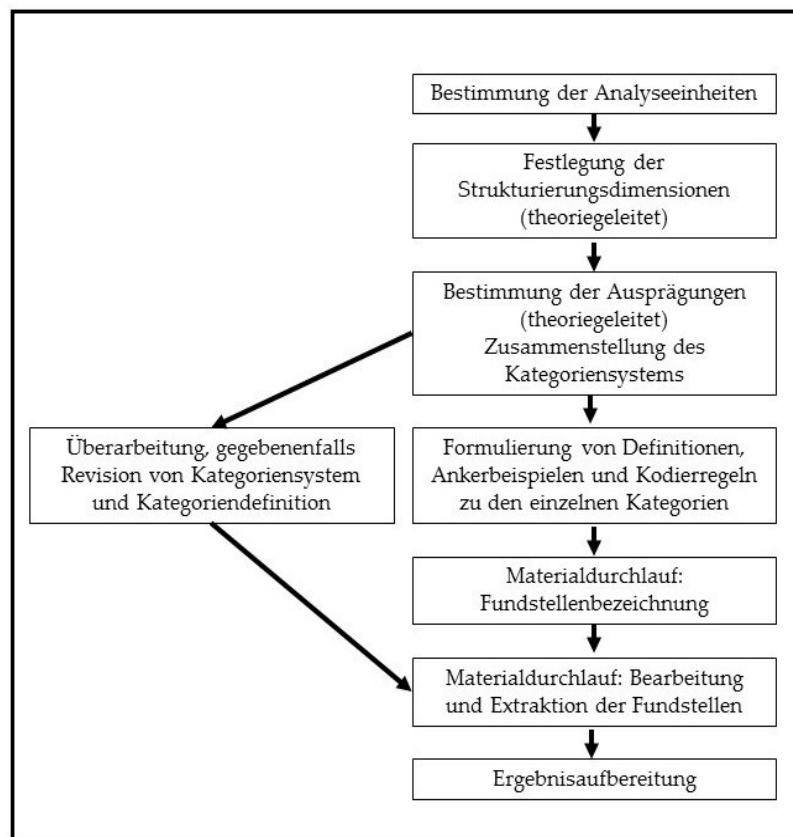 Bestimmung der Analyseeinheiten
Festlegung der
Strukturierungsdimensionen
(theoriegeleitet)
Bestimmung der Ausprägungen
(theoriegeleitet)
Zusammenstellung des
Kategoriensystems
Überarbeitung, gegebenenfalls
Revision von Kategoriensystem
und Kategoriendefinition
Formulierung von Definitionen,
Ankerbeispielen und Kodierregeln
zu den einzelnen Kategorien
Materialdurchlauf:
Fundstellenbezeichnung
Materialdurchlauf: Bearbeitung
und Extraktion der Fundstellen
Ergebnisaufbereitung